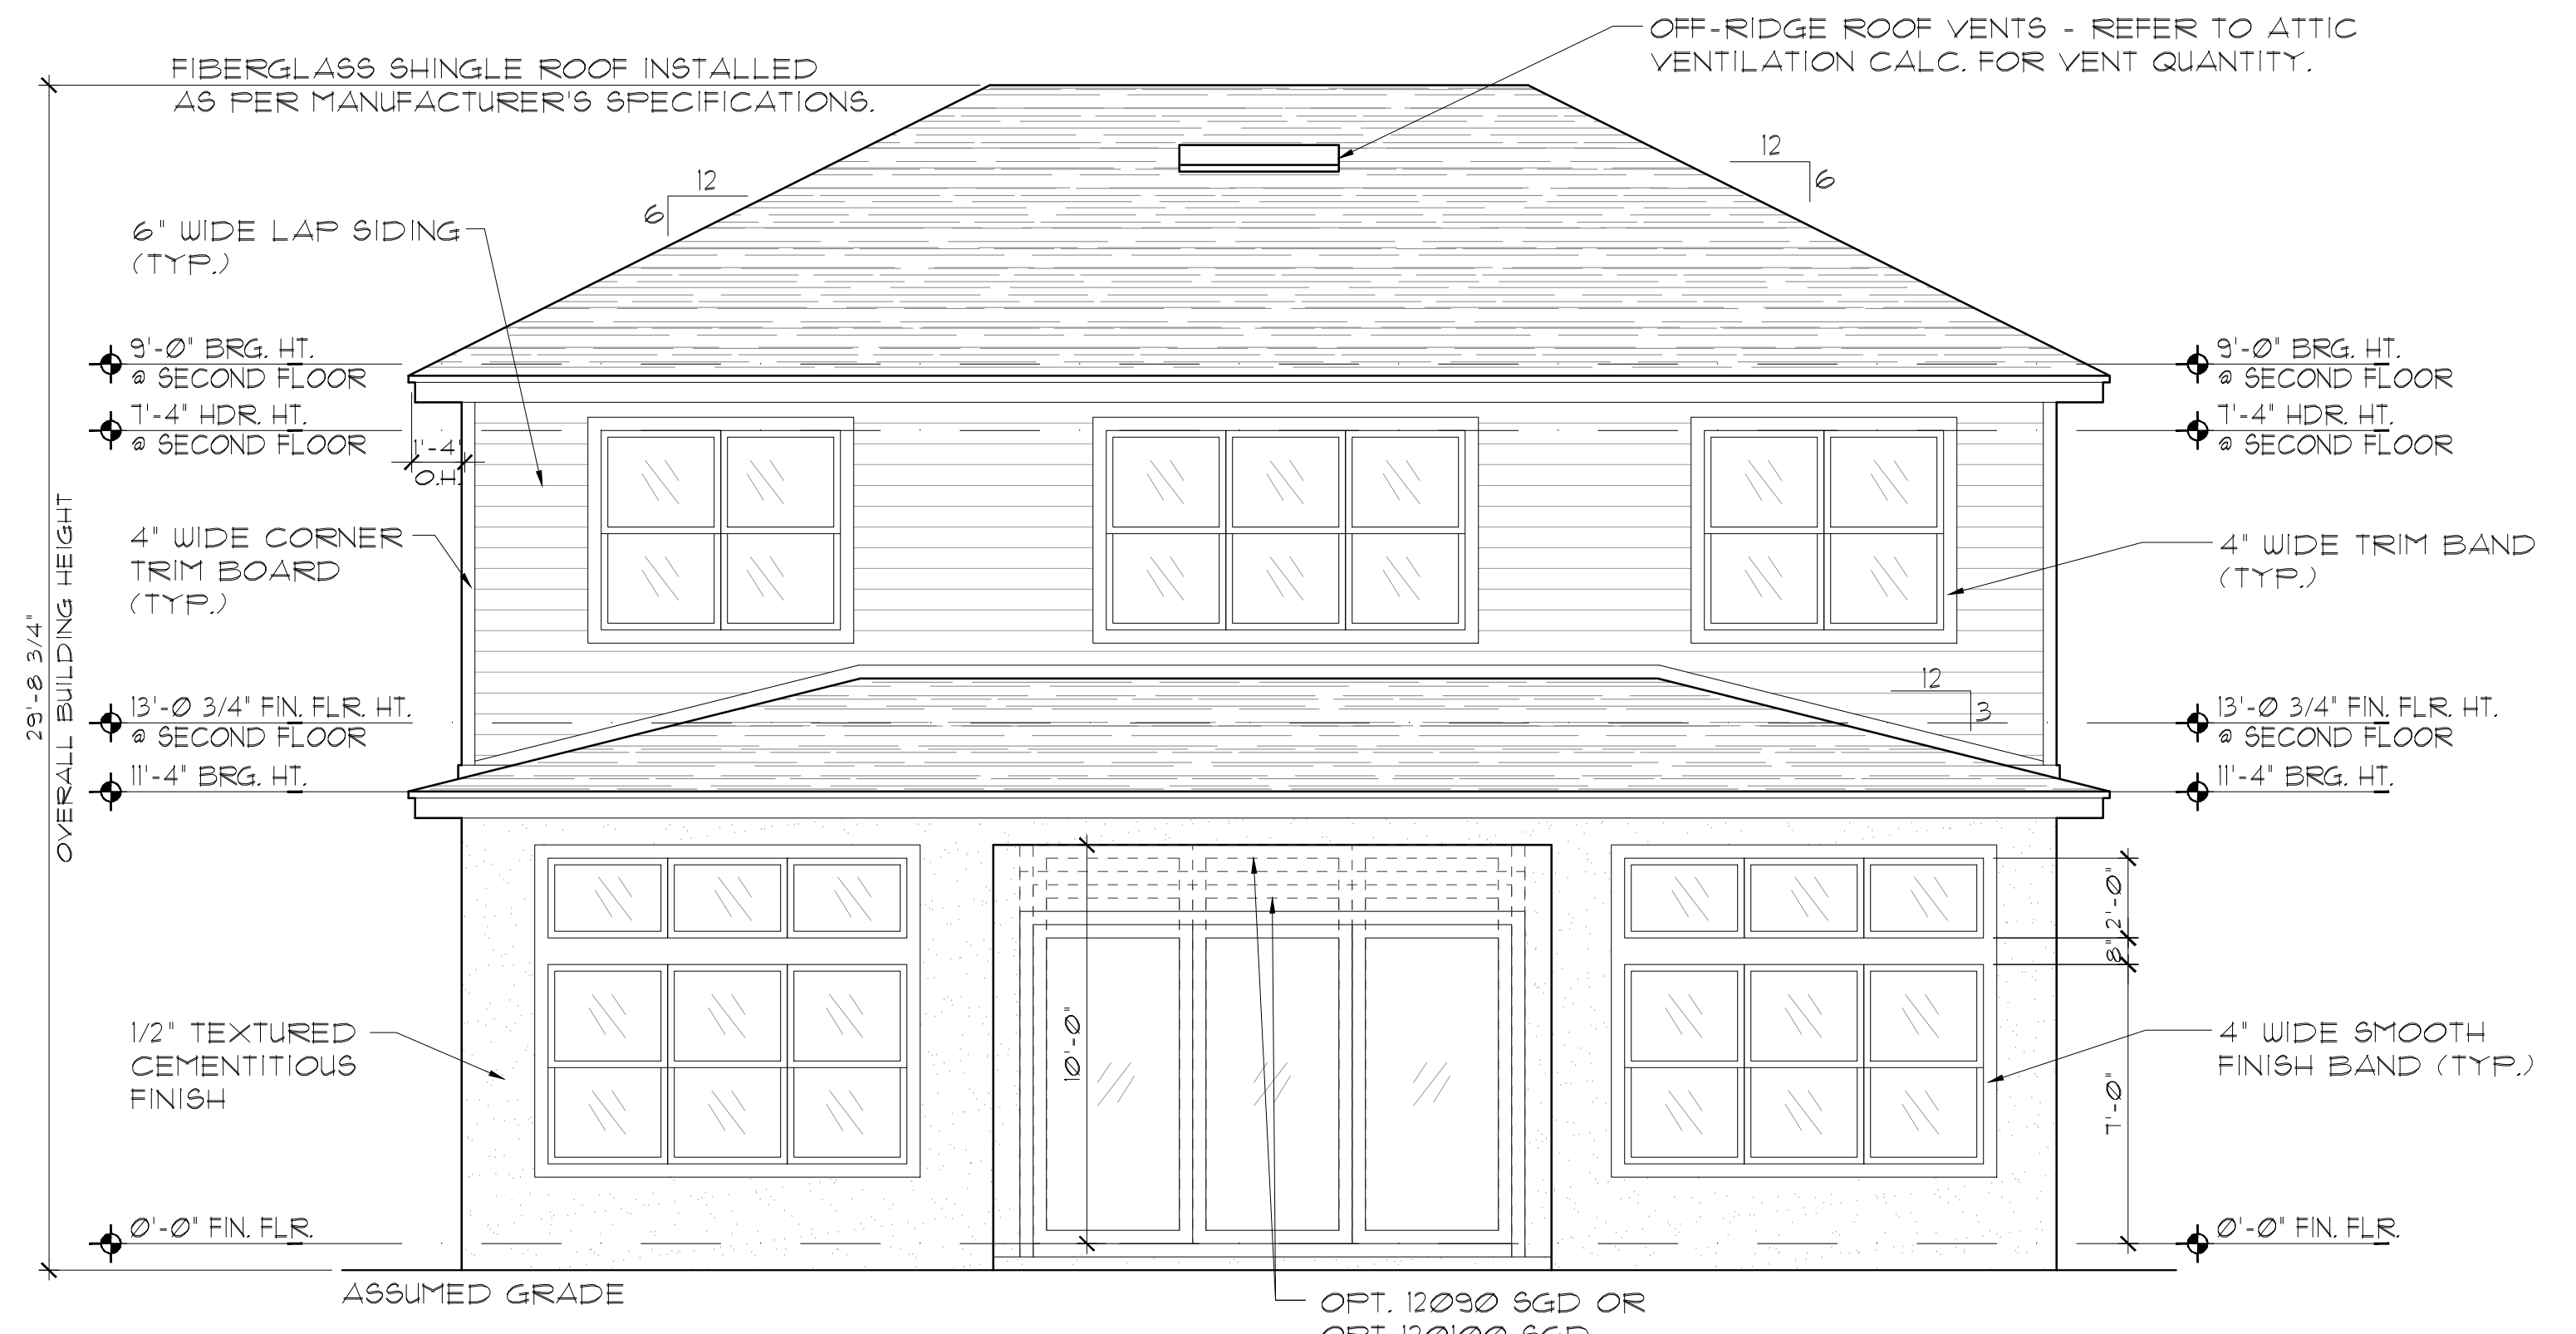 OFF-RIDGE ROOF VENTS - REFER TO ATTIC
VENTILATION CALC. FOR VENT QUANTITY.
FIBERGLASS SHINGLE ROOF INSTALLED
AS PER MANUFACTURER'S SPECIFICATIONS.
12
6
12
6
6" WIDE LAP SIDING
(TYP.)
9'-0" BRG. HT.
@ SECOND FLOOR
9'-0" BRG. HT.
@ SECOND FLOOR
7'-4" HDR. HT.
@ SECOND FLOOR
7'-4" HDR. HT.
@ SECOND FLOOR
1'-4"
O.H.
4" WIDE CORNER
TRIM BOARD
(TYP.)
4" WIDE TRIM BAND
(TYP.)
29'-8 3/4"
OVERALL BUILDING HEIGHT
12
3
13'-0 3/4" FIN. FLR. HT.
@ SECOND FLOOR
13'-0 3/4" FIN. FLR. HT.
@ SECOND FLOOR
11'-4" BRG. HT.
11'-4" BRG. HT.
2'-0"
8"
7'-0"
10'-0"
1/2" TEXTURED
CEMENTITIOUS
FINISH
4" WIDE SMOOTH
FINISH BAND (TYP.)
0'-0" FIN. FLR.
0'-0" FIN. FLR.
ASSUMED GRADE
OPT. 12090 SGD OR
OPT 120100 SGD